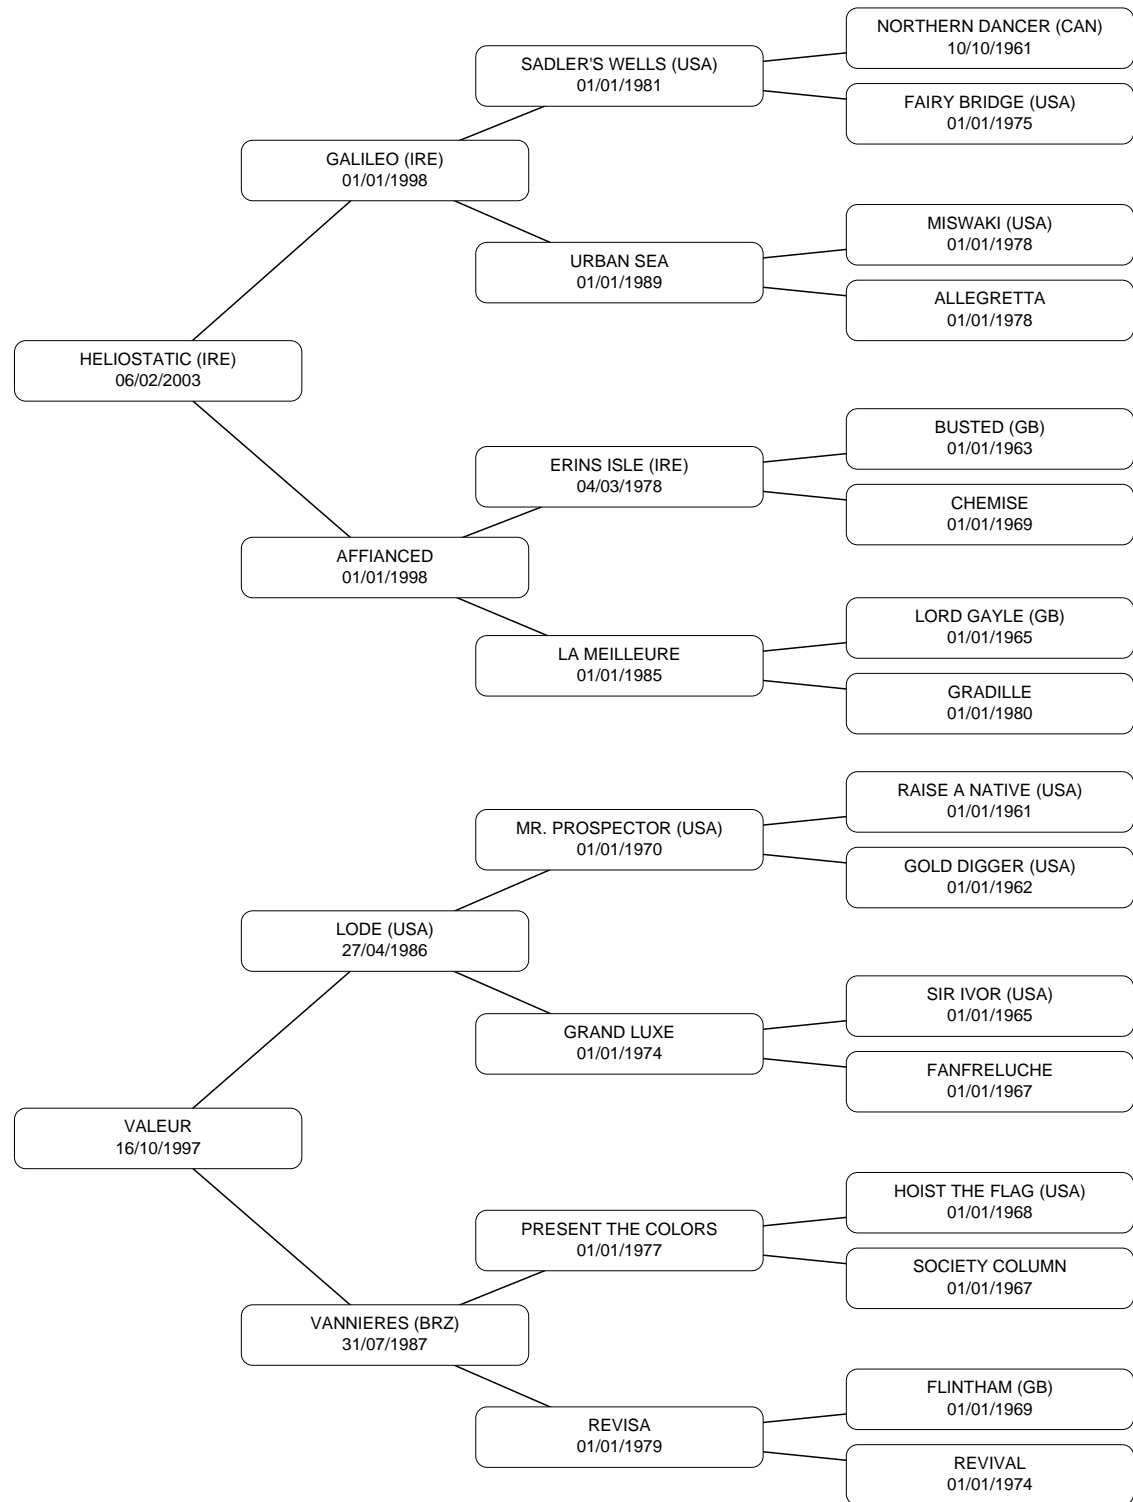 NORTHERN DANCER (CAN)
10/10/1961
SADLER'S WELLS (USA)
01/01/1981
FAIRY BRIDGE (USA)
01/01/1975
GALILEO (IRE)
01/01/1998
MISWAKI (USA)
01/01/1978
URBAN SEA
01/01/1989
ALLEGRETTA
01/01/1978
HELIOSTATIC (IRE)
06/02/2003
BUSTED (GB)
01/01/1963
ERINS ISLE (IRE)
04/03/1978
CHEMISE
01/01/1969
AFFIANCED
01/01/1998
LORD GAYLE (GB)
01/01/1965
LA MEILLEURE
01/01/1985
GRADILLE
01/01/1980
RAISE A NATIVE (USA)
01/01/1961
MR. PROSPECTOR (USA)
01/01/1970
GOLD DIGGER (USA)
01/01/1962
LODE (USA)
27/04/1986
SIR IVOR (USA)
01/01/1965
GRAND LUXE
01/01/1974
FANFRELUCHE
01/01/1967
VALEUR
16/10/1997
HOIST THE FLAG (USA)
01/01/1968
PRESENT THE COLORS
01/01/1977
SOCIETY COLUMN
01/01/1967
VANNIERES (BRZ)
31/07/1987
FLINTHAM (GB)
01/01/1969
REVISA
01/01/1979
REVIVAL
01/01/1974